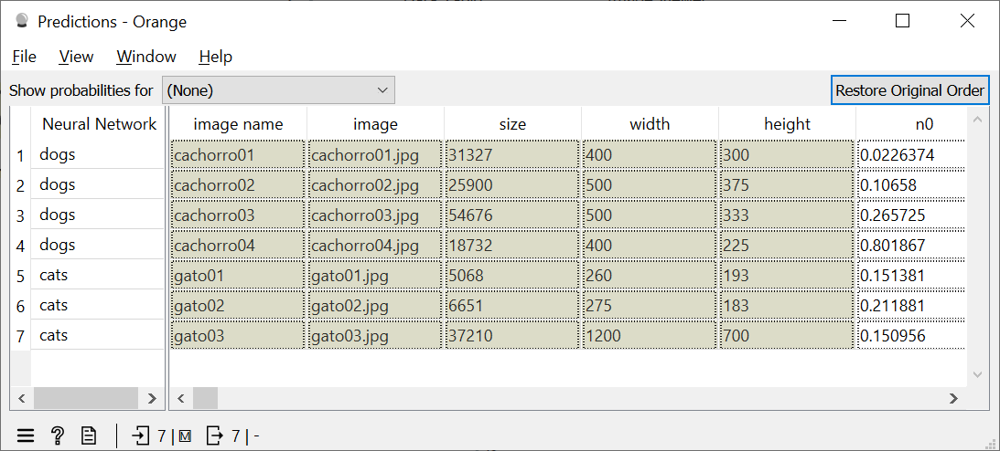 Predictions - Orange
File View Window Help
Show probabilities for (None) Restore Original Order
Neural Network image name image size width height n0
1 dogs cachorro01 cachorro01.jpg 31327 400 300 0.0226374
2 dogs cachorro02 cachorro02.jpg 25900 500 375 0.10658
3 dogs cachorro03 cachorro03.jpg 54676 500 333 0.265725
4 dogs cachorro04 cachorro04.jpg 18732 400 225 0.801867
5 cats gato01 gato01.jpg 5068 260 193 0.151381
6 cats gato02 gato02.jpg 6651 275 183 0.211881
7 cats gato03 gato03.jpg 37210 1200 700 0.150956
? 7 | M 7 | -